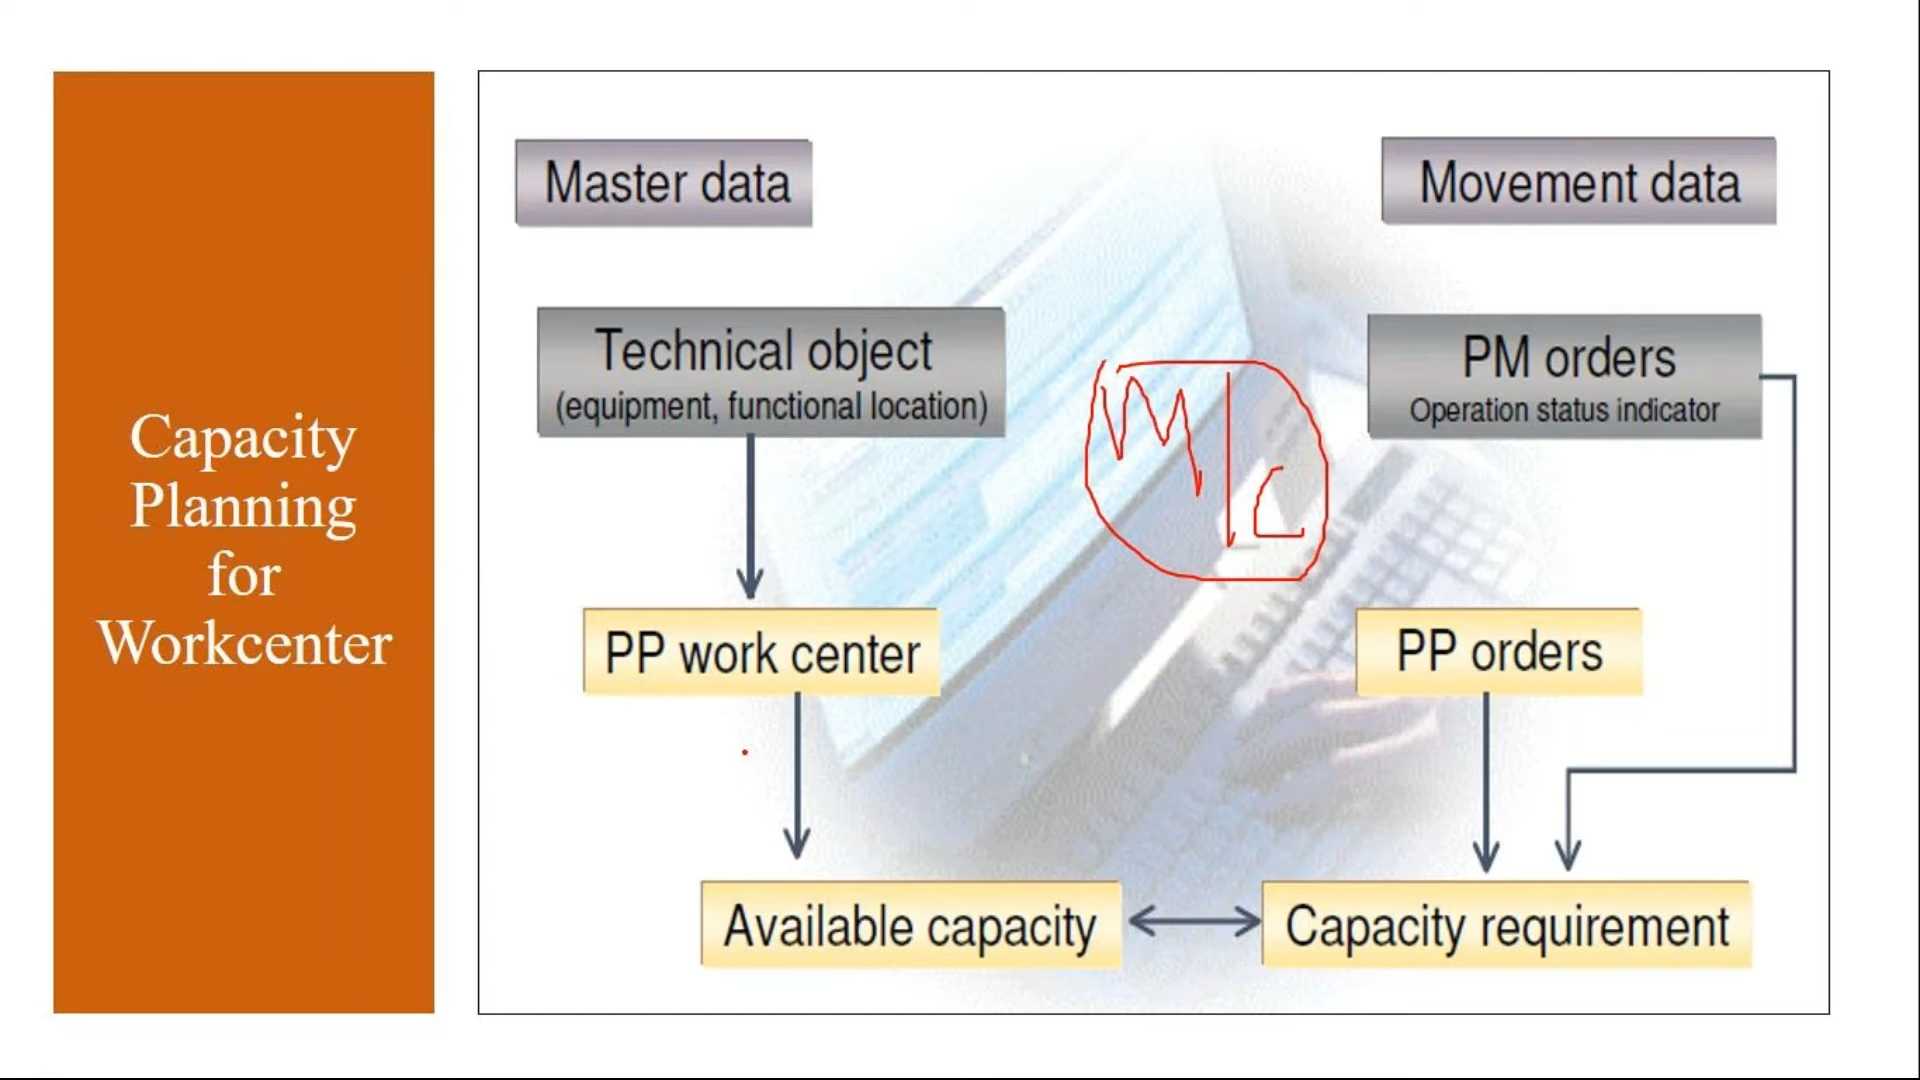 Capacity
Planning
for
Workcenter
Master data
Movement data
Technical object
(equipment, functional location)
PM orders
Operation status indicator
M|C
PP work center
PP orders
Available capacity
Capacity requirement